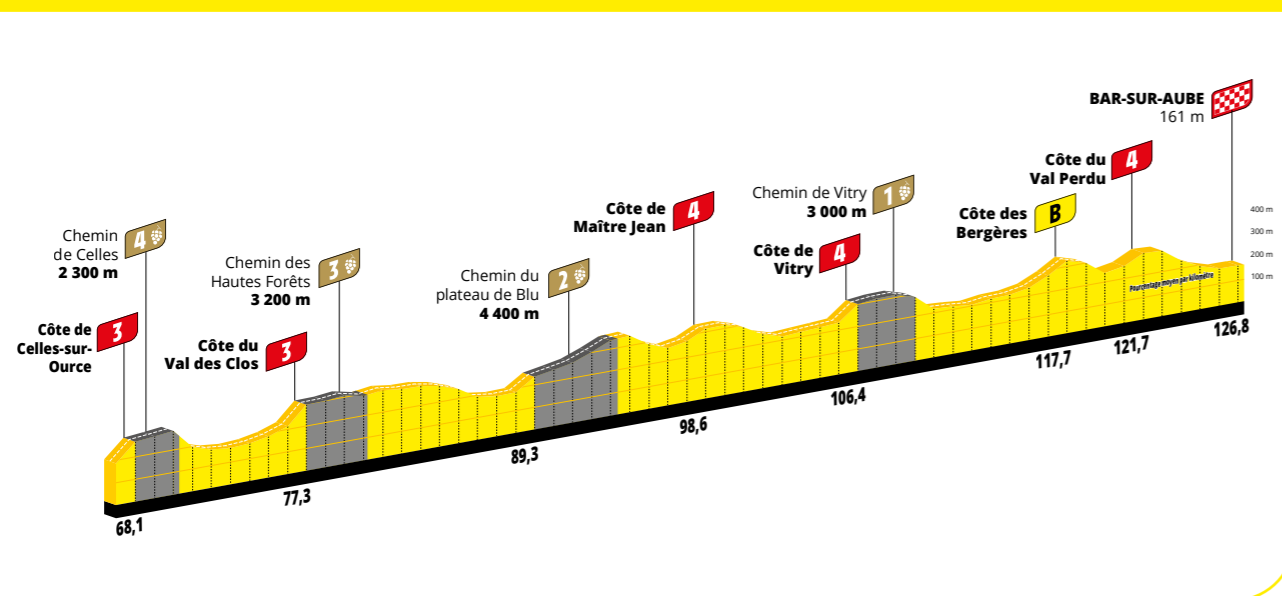 Chemin
de Celles
2 300 m
4
Côte de
Celles-sur-
Ource
3
Chemin des
Hautes Forêts
3 200 m
3
Côte du
Val des Clos
3
Chemin du
plateau de Blu
4 400 m
2
Côte de
Maître Jean
4
Chemin de Vitry
3 000 m
1
Côte de
Vitry
4
Côte des
Bergères
B
Côte du
Val Perdu
4
BAR-SUR-AUBE
161 m
400 m
300 m
200 m
100 m
Pourcentage moyen par kilomètre
68,1
77,3
89,3
98,6
106,4
117,7
121,7
126,8